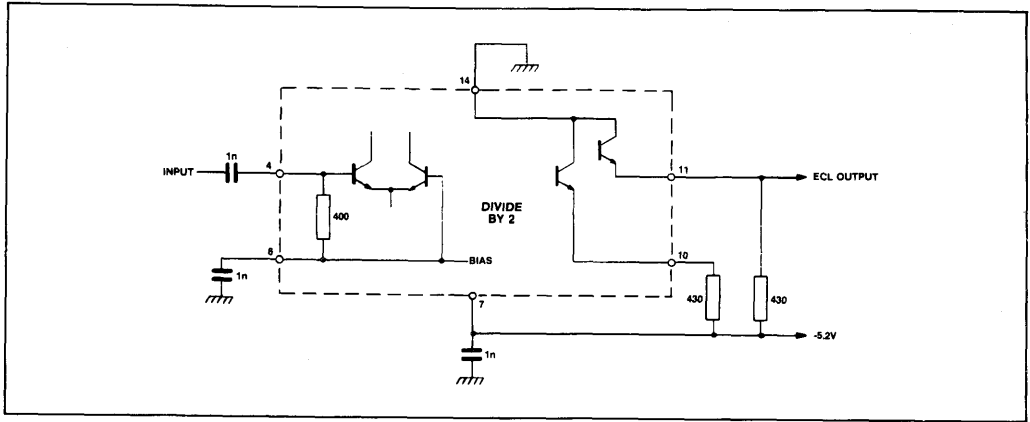 14
1n
INPUT
4
11
ECL OUTPUT
400
DIVIDE
BY 2
6
BIAS
10
1n
430
430
7
-5.2V
1n